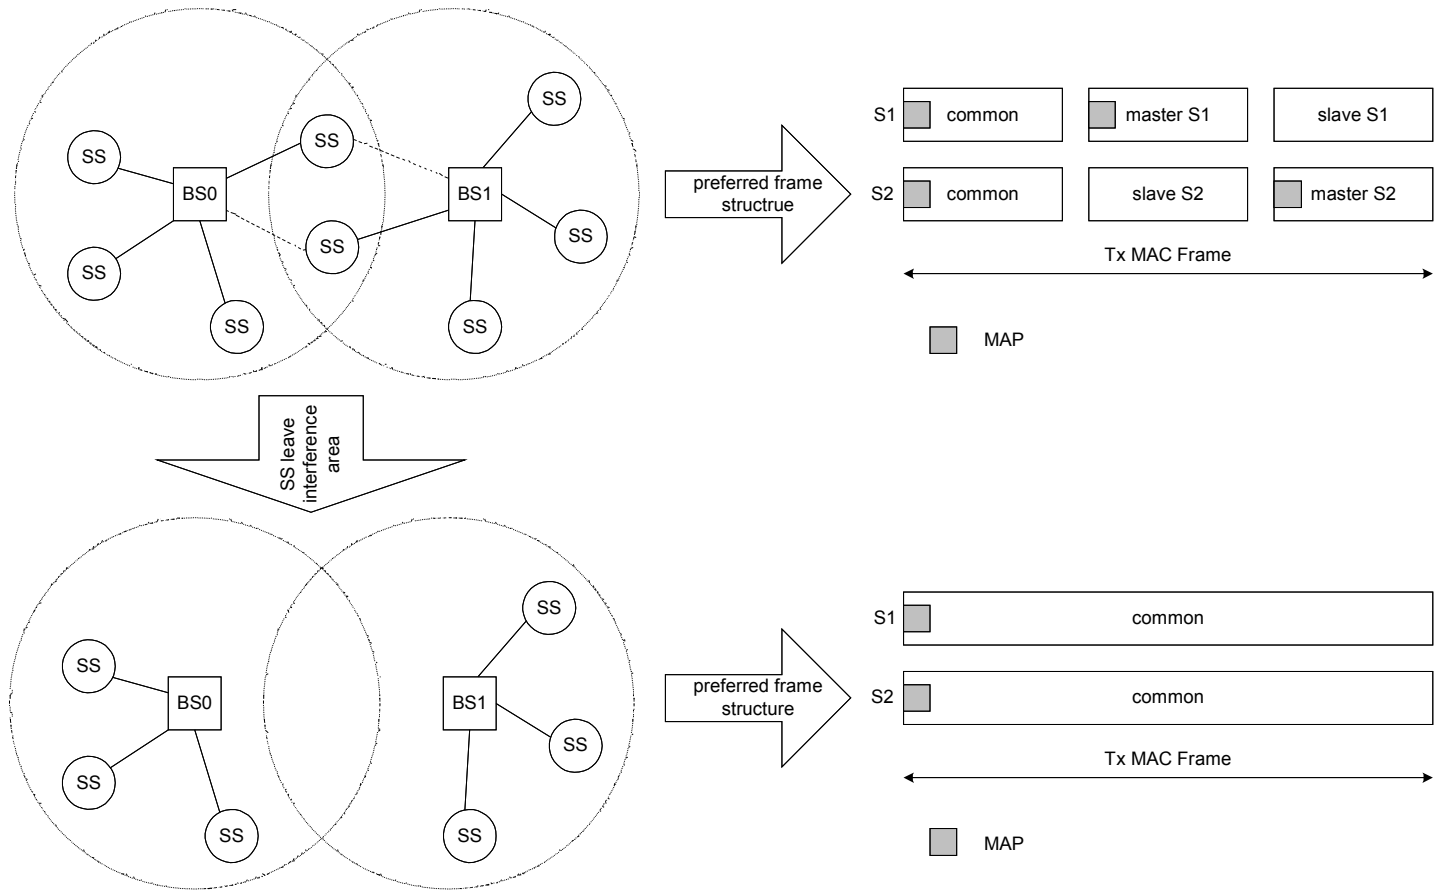 SS
SS
SS
BS0
BS1
SS
SS
SS
SS
SS
SS
preferred frame
structrue
S1
common
master S1
slave S1
S2
common
slave S2
master S2
Tx MAC Frame
MAP
SS leave
interference
area
SS
SS
BS0
BS1
SS
SS
SS
SS
preferred frame
structure
S1
common
S2
common
Tx MAC Frame
MAP